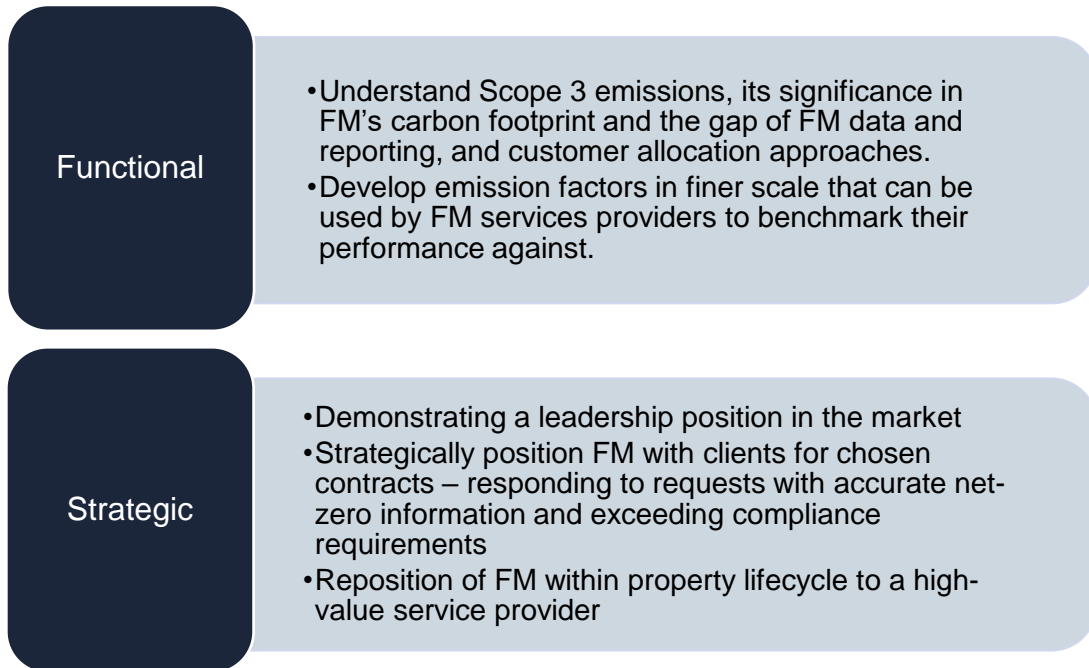 Functional
•Understand Scope 3 emissions, its significance in
FM’s carbon footprint and the gap of FM data and
reporting, and customer allocation approaches.
•Develop emission factors in finer scale that can be
used by FM services providers to benchmark their
performance against.
Strategic
•Demonstrating a leadership position in the market
•Strategically position FM with clients for chosen
contracts – responding to requests with accurate net-
zero information and exceeding compliance
requirements
•Reposition of FM within property lifecycle to a high-
value service provider